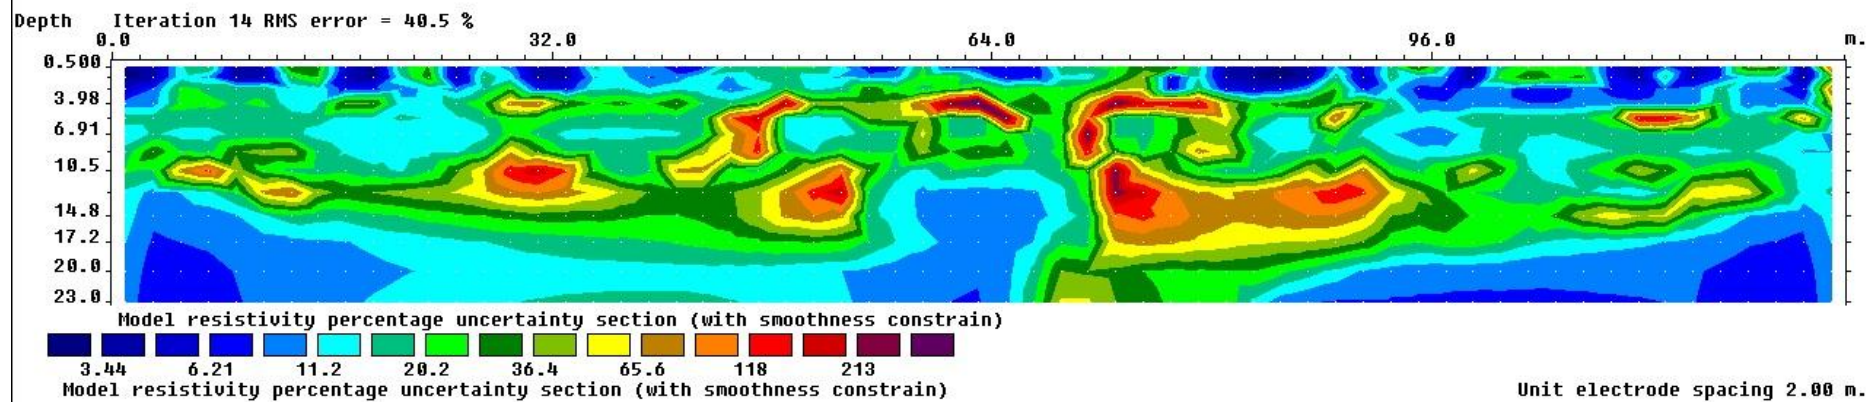 Depth Iteration 14 RMS error = 40.5 %
0.0 32.0 64.0 96.0 m.
0.500
3.98
6.91
10.5
14.8
17.2
20.0
23.0
Model resistivity percentage uncertainty section (with smoothness constrain)
3.44 6.21 11.2 20.2 36.4 65.6 118 213
Model resistivity percentage uncertainty section (with smoothness constrain) Unit electrode spacing 2.00 m.